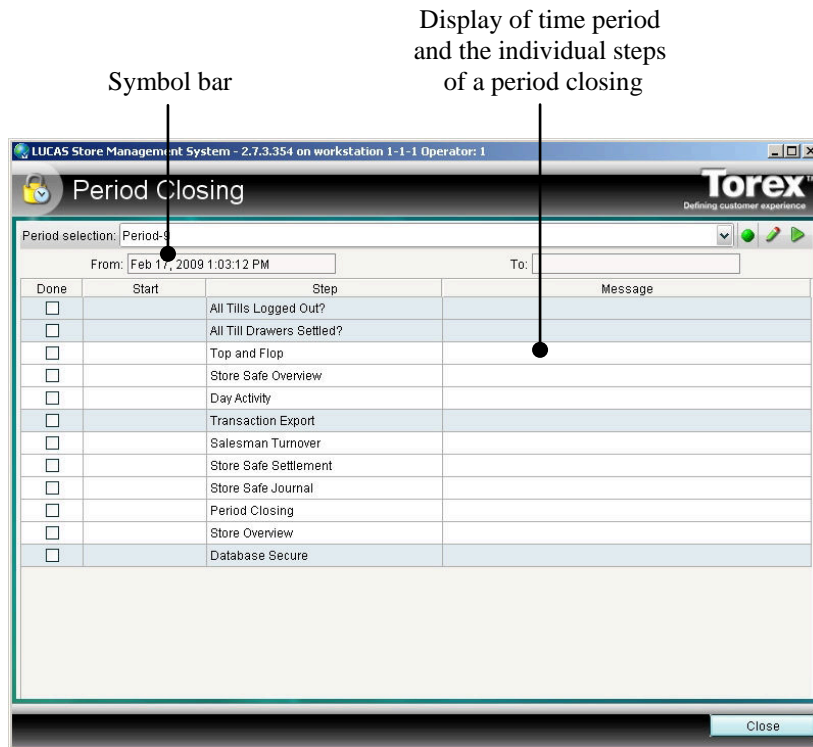 Display of time period
and the individual steps
of a period closing
Symbol bar
LUCAS Store Management System - 2.7.3.354 on workstation 1-1-1 Operator: 1
Period Closing
Torex™
Defining customer experience
Period selection: Period-9
From: Feb 17, 2009 1:03:12 PM To:
Done Start Step Message
All Tills Logged Out?
All Till Drawers Settled?
Top and Flop
Store Safe Overview
Day Activity
Transaction Export
Salesman Turnover
Store Safe Settlement
Store Safe Journal
Period Closing
Store Overview
Database Secure
Close